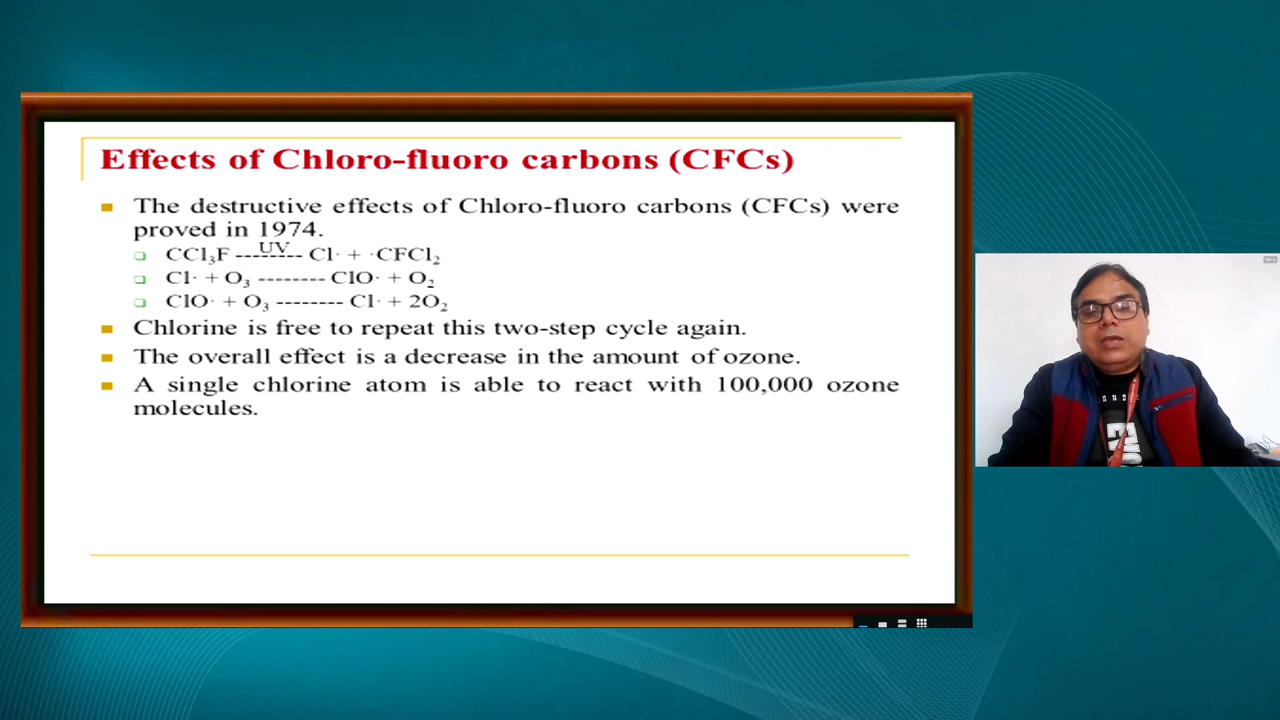 Effects of Chloro-fluoro carbons (CFCs)
The destructive effects of Chloro-fluoro carbons (CFCs) were
proved in 1974.
CCl₃F ---UV--- Cl· + ·CFCl₂
Cl· + O₃ -------- ClO· + O₂
ClO· + O₃ -------- Cl· + 2O₂
Chlorine is free to repeat this two-step cycle again.
The overall effect is a decrease in the amount of ozone.
A single chlorine atom is able to react with 100,000 ozone
molecules.